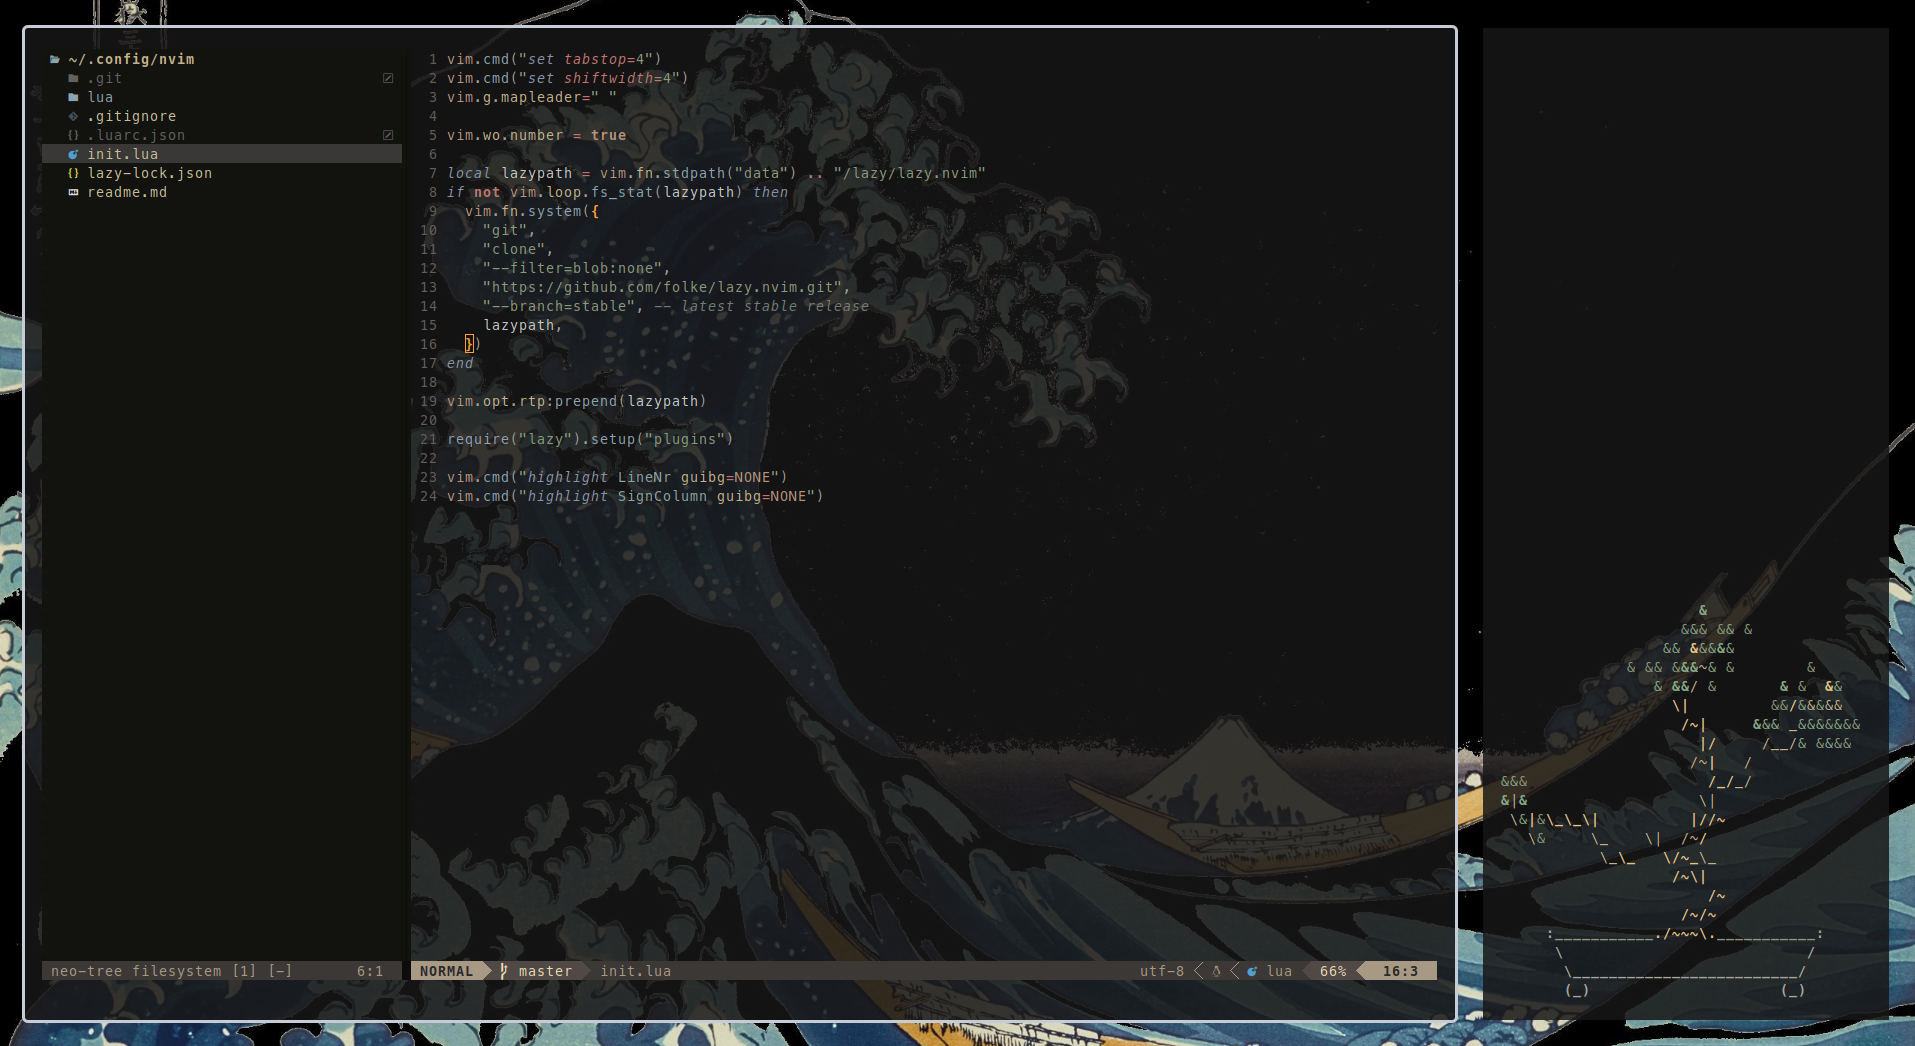 ~/.config/nvim
.git
lua
.gitignore
.luarc.json
init.lua
lazy-lock.json
readme.md
neo-tree filesystem [1] [-] 6:1
1 vim.cmd("set tabstop=4")
2 vim.cmd("set shiftwidth=4")
3 vim.g.mapleader=" "
4
5 vim.wo.number = true
6
7 local lazypath = vim.fn.stdpath("data") .. "/lazy/lazy.nvim"
8 if not vim.loop.fs_stat(lazypath) then
9   vim.fn.system({
10     "git",
11     "clone",
12     "--filter=blob:none",
13     "https://github.com/folke/lazy.nvim.git",
14     "--branch=stable", -- latest stable release
15     lazypath,
16   })
17 end
18
19 vim.opt.rtp:prepend(lazypath)
20
21 require("lazy").setup("plugins")
22
23 vim.cmd("highlight LineNr guibg=NONE")
24 vim.cmd("highlight SignColumn guibg=NONE")
NORMAL master init.lua utf-8 lua 66% 16:3